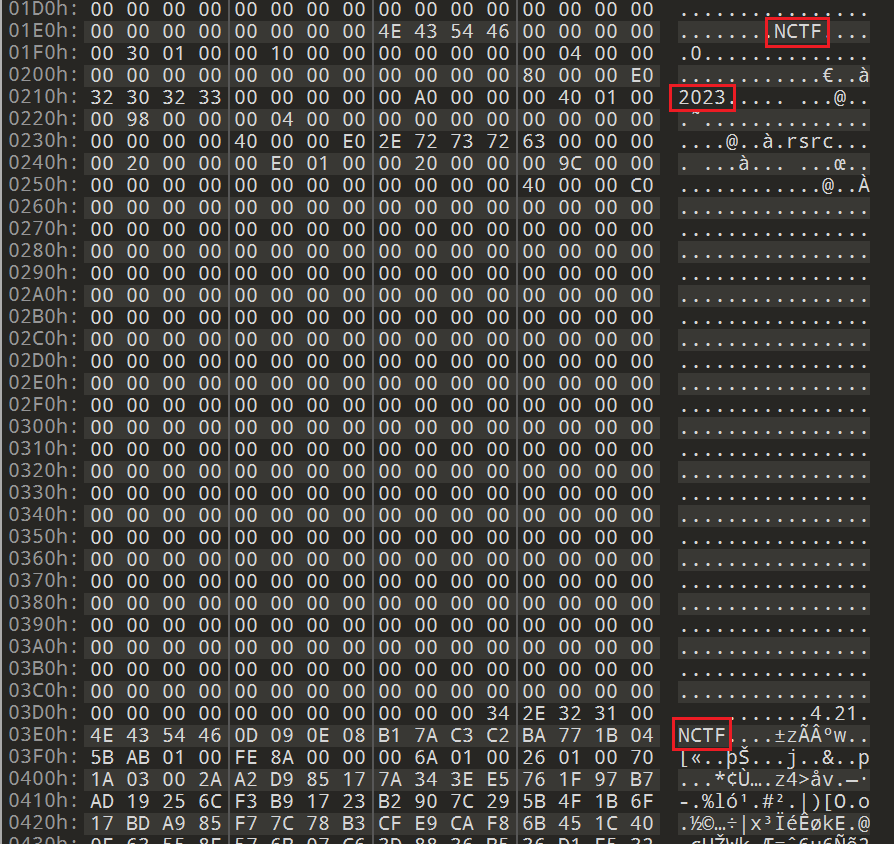 01D0h: 00 00 00 00 00 00 00 00 00 00 00 00 00 00 00 00 ................
01E0h: 00 00 00 00 00 00 00 00 4E 43 54 46 00 00 00 00 ........NCTF....
01F0h: 00 30 01 00 00 10 00 00 00 00 00 00 00 04 00 00 .0..............
0200h: 00 00 00 00 00 00 00 00 00 00 00 00 80 00 00 E0 ............€..à
0210h: 32 30 32 33 00 00 00 00 00 A0 00 00 00 40 01 00 2023..... ...@..
0220h: 00 98 00 00 00 04 00 00 00 00 00 00 00 00 00 00 .˜..............
0230h: 00 00 00 00 40 00 00 E0 2E 72 73 72 63 00 00 00 ....@..à.rsrc...
0240h: 00 20 00 00 00 E0 01 00 00 20 00 00 00 9C 00 00 . ...à... ...œ..
0250h: 00 00 00 00 00 00 00 00 00 00 00 00 40 00 00 C0 ............@..À
0260h: 00 00 00 00 00 00 00 00 00 00 00 00 00 00 00 00 ................
0270h: 00 00 00 00 00 00 00 00 00 00 00 00 00 00 00 00 ................
0280h: 00 00 00 00 00 00 00 00 00 00 00 00 00 00 00 00 ................
0290h: 00 00 00 00 00 00 00 00 00 00 00 00 00 00 00 00 ................
02A0h: 00 00 00 00 00 00 00 00 00 00 00 00 00 00 00 00 ................
02B0h: 00 00 00 00 00 00 00 00 00 00 00 00 00 00 00 00 ................
02C0h: 00 00 00 00 00 00 00 00 00 00 00 00 00 00 00 00 ................
02D0h: 00 00 00 00 00 00 00 00 00 00 00 00 00 00 00 00 ................
02E0h: 00 00 00 00 00 00 00 00 00 00 00 00 00 00 00 00 ................
02F0h: 00 00 00 00 00 00 00 00 00 00 00 00 00 00 00 00 ................
0300h: 00 00 00 00 00 00 00 00 00 00 00 00 00 00 00 00 ................
0310h: 00 00 00 00 00 00 00 00 00 00 00 00 00 00 00 00 ................
0320h: 00 00 00 00 00 00 00 00 00 00 00 00 00 00 00 00 ................
0330h: 00 00 00 00 00 00 00 00 00 00 00 00 00 00 00 00 ................
0340h: 00 00 00 00 00 00 00 00 00 00 00 00 00 00 00 00 ................
0350h: 00 00 00 00 00 00 00 00 00 00 00 00 00 00 00 00 ................
0360h: 00 00 00 00 00 00 00 00 00 00 00 00 00 00 00 00 ................
0370h: 00 00 00 00 00 00 00 00 00 00 00 00 00 00 00 00 ................
0380h: 00 00 00 00 00 00 00 00 00 00 00 00 00 00 00 00 ................
0390h: 00 00 00 00 00 00 00 00 00 00 00 00 00 00 00 00 ................
03A0h: 00 00 00 00 00 00 00 00 00 00 00 00 00 00 00 00 ................
03B0h: 00 00 00 00 00 00 00 00 00 00 00 00 00 00 00 00 ................
03C0h: 00 00 00 00 00 00 00 00 00 00 00 00 00 00 00 00 ................
03D0h: 00 00 00 00 00 00 00 00 00 00 00 34 2E 32 31 00 ...........4.21.
03E0h: 4E 43 54 46 0D 09 0E 08 B1 7A C3 C2 BA 77 1B 04 NCTF....±zÃÂºw..
03F0h: 5B AB 01 00 FE 8A 00 00 00 6A 01 00 26 01 00 70 [«..þŠ...j..&..p
0400h: 1A 03 00 2A A2 D9 85 17 7A 34 3E E5 76 1F 97 B7 ...*¢Ù….z4>åv.—·
0410h: AD 19 25 6C F3 B9 17 23 B2 90 7C 29 5B 4F 1B 6F -.%ló¹.#².|)[O.o
0420h: 17 BD A9 85 F7 7C 78 B3 CF E9 CA F8 6B 45 1C 40 .½©…÷|x³ÏéÊøkE.@